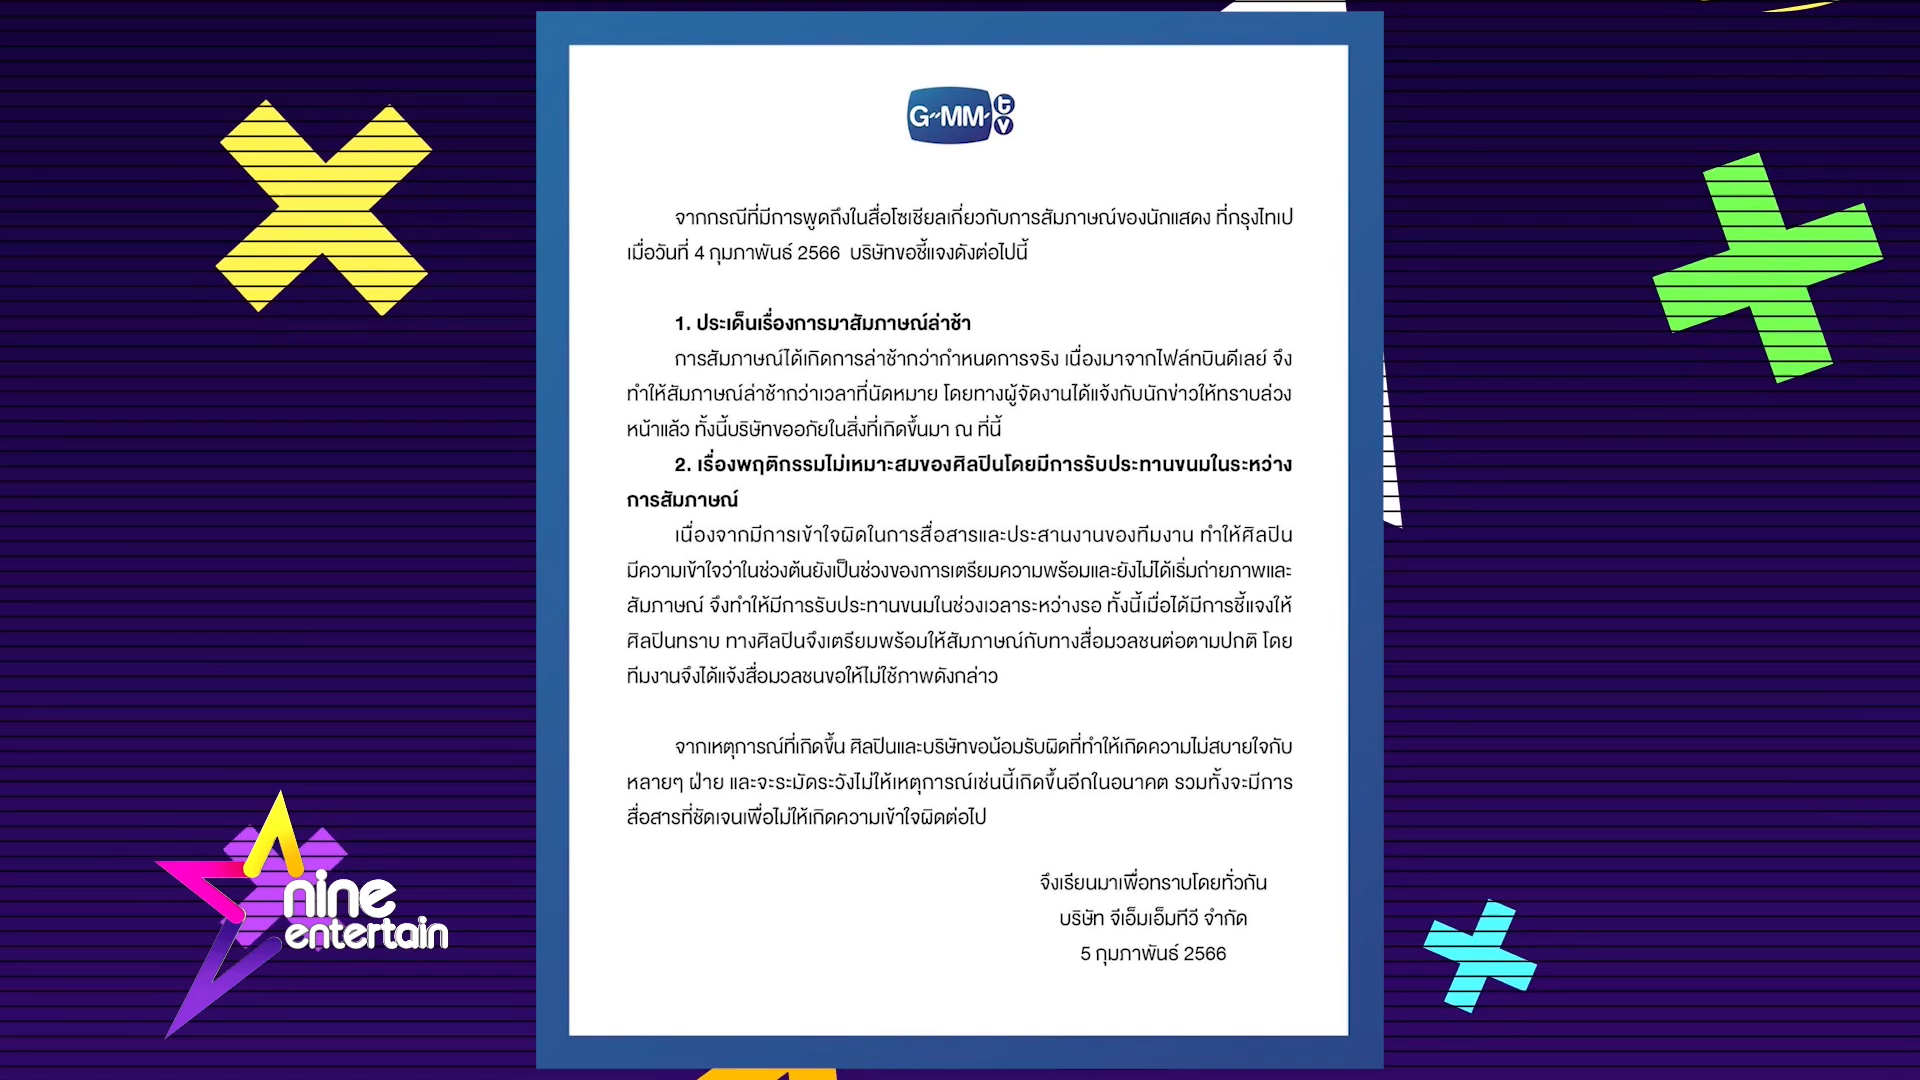 G"MM' tv
จากกรณีที่มีการพูดถึงในสื่อโซเชียลเกี่ยวกับการสัมภาษณ์ของนักแสดง ที่กรุงไทเป
เมื่อวันที่ 4 กุมภาพันธ์ 2566 บริษัทขอชี้แจงดังต่อไปนี้
1. ประเด็นเรื่องการมาสัมภาษณ์ล่าช้า
การสัมภาษณ์ได้เกิดการล่าช้ากว่ากำหนดการจริง เนื่องมาจากไฟล์ทบินดีเลย์ จึง
ทำให้สัมภาษณ์ล่าช้ากว่าเวลาที่นัดหมาย โดยทางผู้จัดงานได้แจ้งกับนักข่าวให้ทราบล่วง
หน้าแล้ว ทั้งนี้บริษัทขออภัยในสิ่งที่เกิดขึ้นมา ณ ที่นี้
2. เรื่องพฤติกรรมไม่เหมาะสมของศิลปินโดยมีการรับประทานขนมในระหว่าง
การสัมภาษณ์
เนื่องจากมีการเข้าใจผิดในการสื่อสารและประสานงานของทีมงาน ทำให้ศิลปิน
มีความเข้าใจว่าในช่วงต้นยังเป็นช่วงของการเตรียมความพร้อมและยังไม่ได้เริ่มถ่ายภาพและ
สัมภาษณ์ จึงทำให้มีการรับประทานขนมในช่วงเวลาระหว่างรอ ทั้งนี้เมื่อได้มีการชี้แจงให้
ศิลปินทราบ ทางศิลปินจึงเตรียมพร้อมให้สัมภาษณ์กับทางสื่อมวลชนต่อตามปกติ โดย
ทีมงานจึงได้แจ้งสื่อมวลชนขอให้ไม่ใช้ภาพดังกล่าว
จากเหตุการณ์ที่เกิดขึ้น ศิลปินและบริษัทขอน้อมรับผิดที่ทำให้เกิดความไม่สบายใจกับ
หลายๆ ฝ่าย และจะระมัดระวังไม่ให้เหตุการณ์เช่นนี้เกิดขึ้นอีกในอนาคต รวมทั้งจะมีการ
สื่อสารที่ชัดเจนเพื่อไม่ให้เกิดความเข้าใจผิดต่อไป
จึงเรียนมาเพื่อทราบโดยทั่วกัน
บริษัท จีเอ็มเอ็มทีวี จำกัด
5 กุมภาพันธ์ 2566
nine
entertain